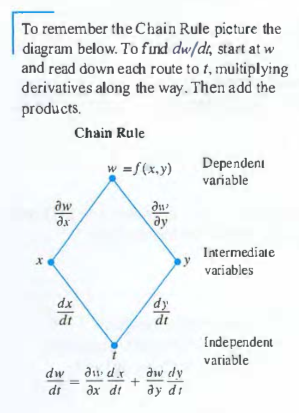 To remember the Chain Rule picture the
diagram below. To find dw/dt, start at w
and read down each route to t, multiplying
derivatives along the way. Then add the
products.
Chain Rule
w = f(x, y)
Dependent
variable
∂w/∂x
∂w/∂y
x
y
Intermediate
variables
dx/dt
dy/dt
t
Independent
variable
dw/dt = ∂w/∂x dx/dt + ∂w/∂y dy/dt